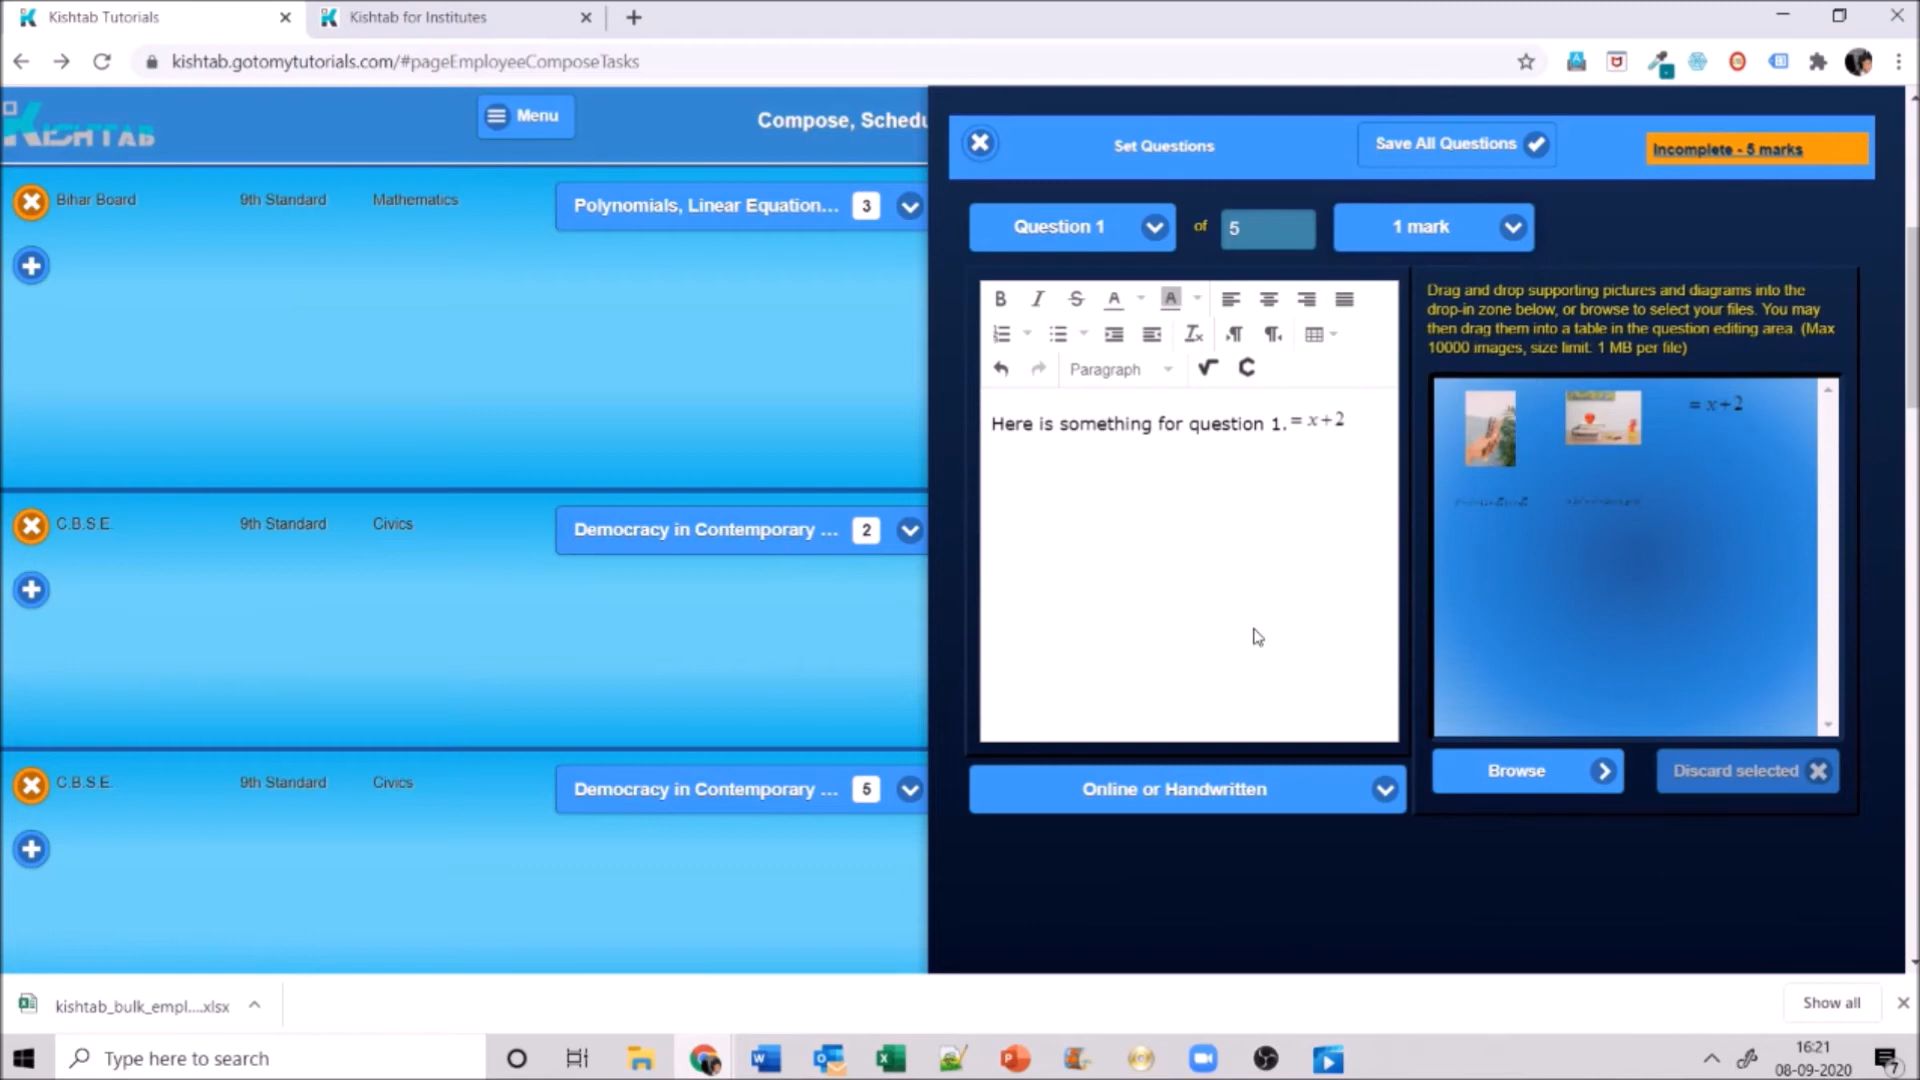 Kishtab Tutorials
Kishtab for Institutes
kishtab.gotomytutorials.com/#pageEmployeeComposeTasks
KISHTAB
Menu
Compose, Schedu
Set Questions
Save All Questions
Incomplete - 5 marks
Bihar Board
9th Standard
Mathematics
Polynomials, Linear Equation... 3
Question 1
of
5
1 mark
Drag and drop supporting pictures and diagrams into the
drop-in zone below, or browse to select your files. You may
then drag them into a table in the question editing area. (Max
10000 images, size limit: 1 MB per file)
Paragraph
Here is something for question 1. = x+2
= x+2
C.B.S.E.
9th Standard
Civics
Democracy in Contemporary ... 2
C.B.S.E.
9th Standard
Civics
Democracy in Contemporary ... 5
Browse
Discard selected
Online or Handwritten
kishtab_bulk_empl....xlsx
Show all
Type here to search
16:21
08-09-2020
7